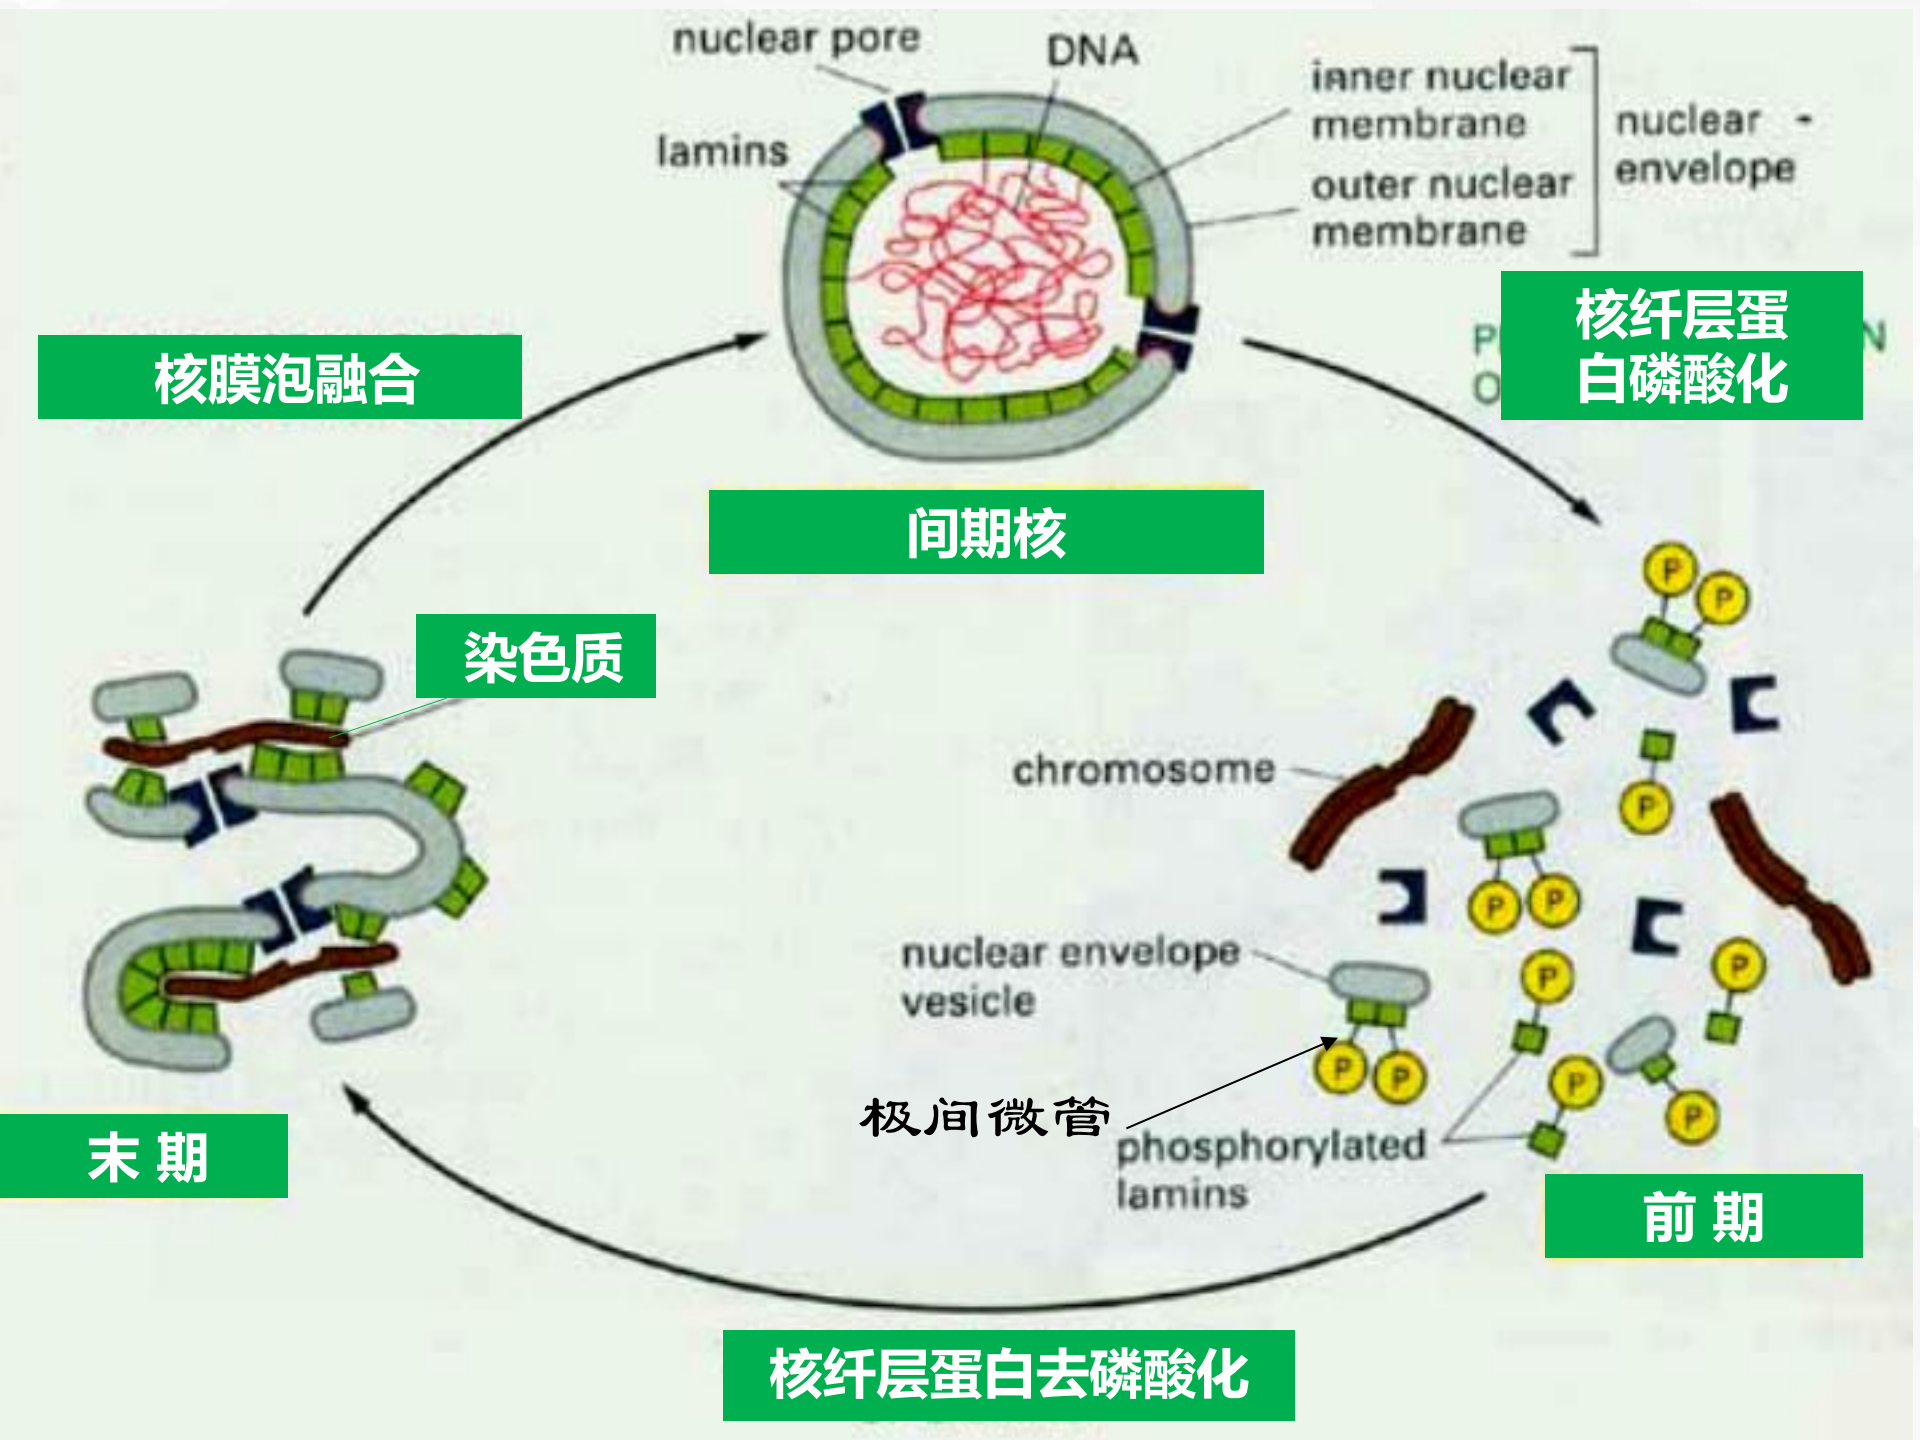 nuclear pore
DNA
inner nuclear
membrane
nuclear -
envelope
lamins
outer nuclear
membrane
核纤层蛋
白磷酸化
核膜泡融合
间期核
染色质
P
P
chromosome
P
P
P
nuclear envelope
vesicle
P
P
P
P
P
P
极间微管
phosphorylated
lamins
末 期
前 期
核纤层蛋白去磷酸化